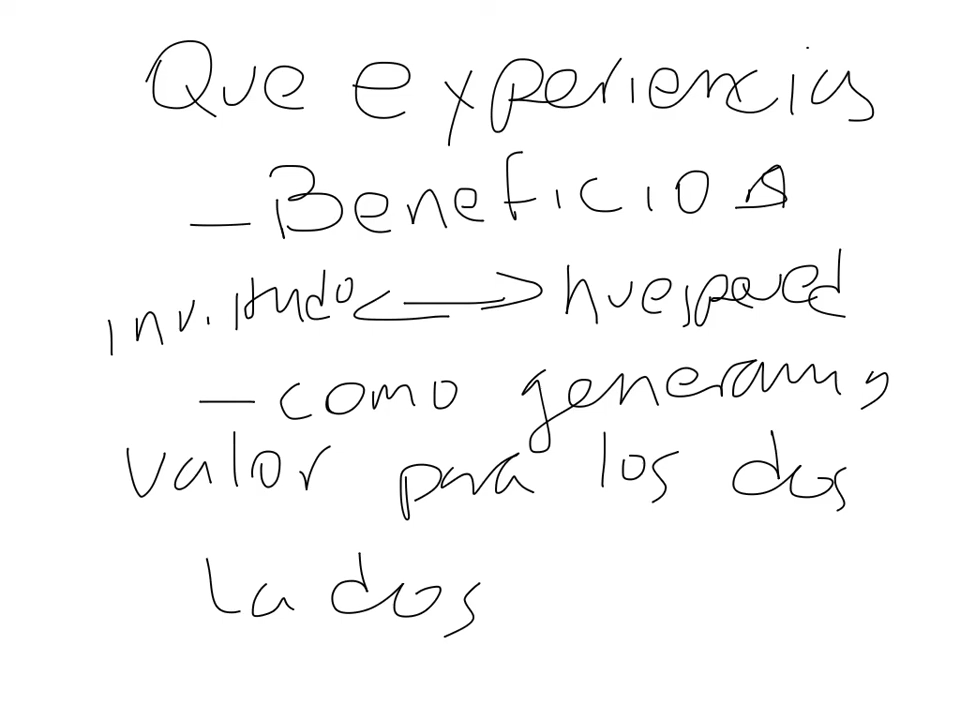 Que experiencias
- Beneficios
invitado <-> huesped
- como generamos
valor para los dos
lados